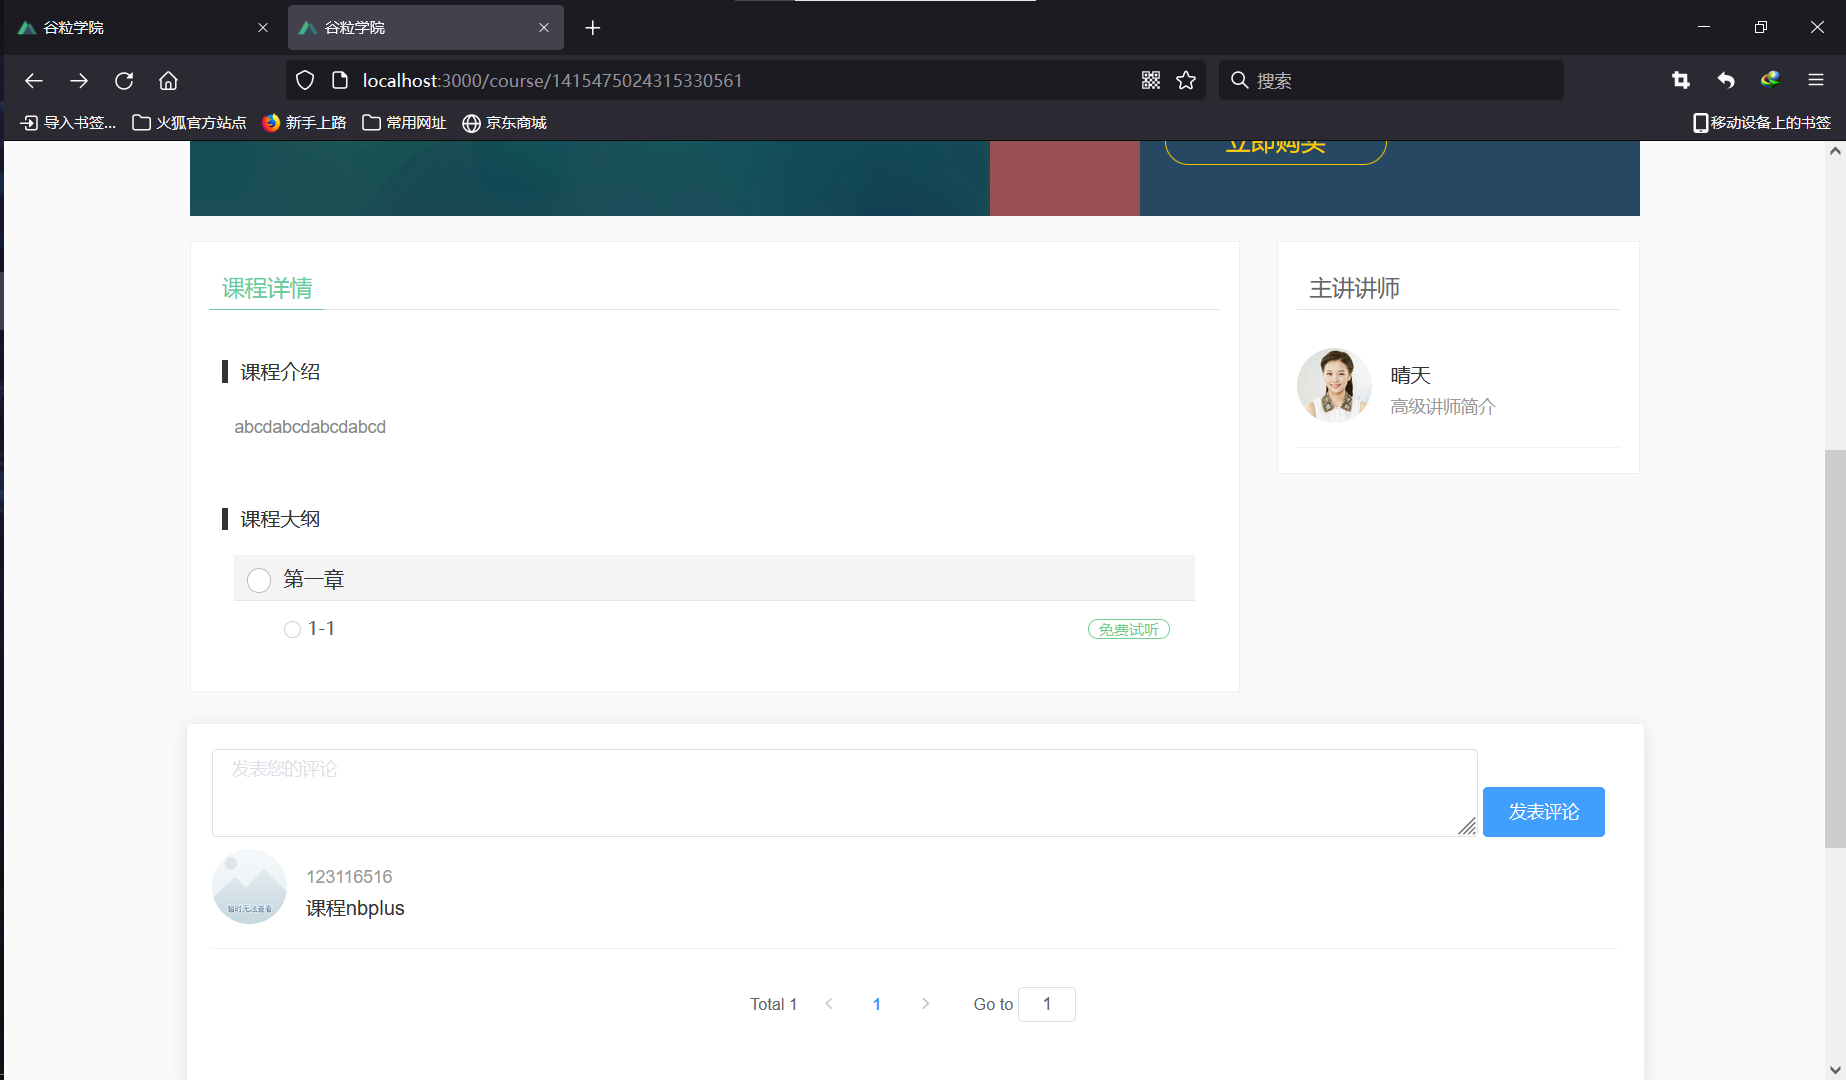 谷粒学院
谷粒学院
localhost:3000/course/1415475024315330561
搜索
导入书签...
火狐官方站点
新手上路
常用网址
京东商城
移动设备上的书签
立即购买
课程详情
主讲讲师
课程介绍
晴天
高级讲师简介
abcdabcdabcdabcd
课程大纲
第一章
1-1
免费试听
发表您的评论
发表评论
暂时无法查看
123116516
课程nbplus
Total 1
1
Go to
1